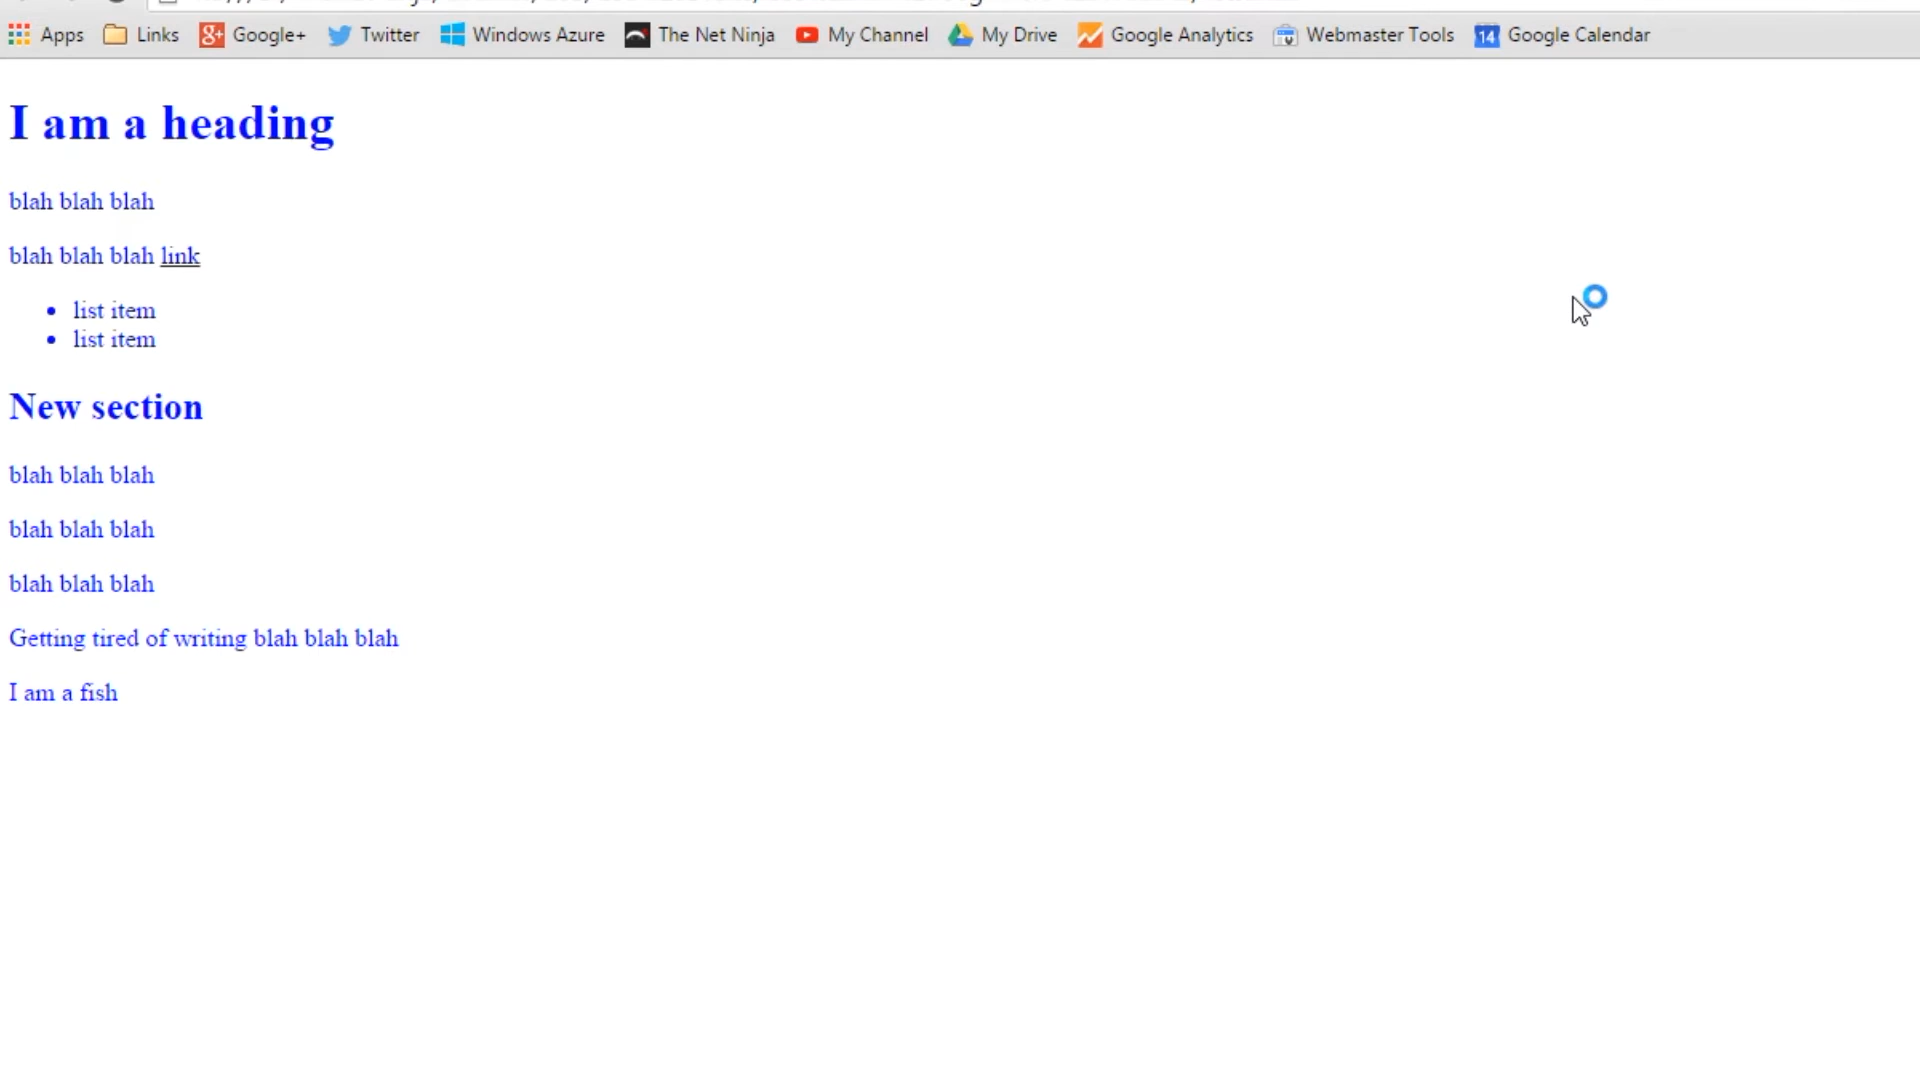 Apps Links Google+ Twitter Windows Azure The Net Ninja My Channel My Drive Google Analytics Webmaster Tools 14 Google Calendar
I am a heading
blah blah blah
blah blah blah link
list item
list item
New section
blah blah blah
blah blah blah
blah blah blah
Getting tired of writing blah blah blah
I am a fish